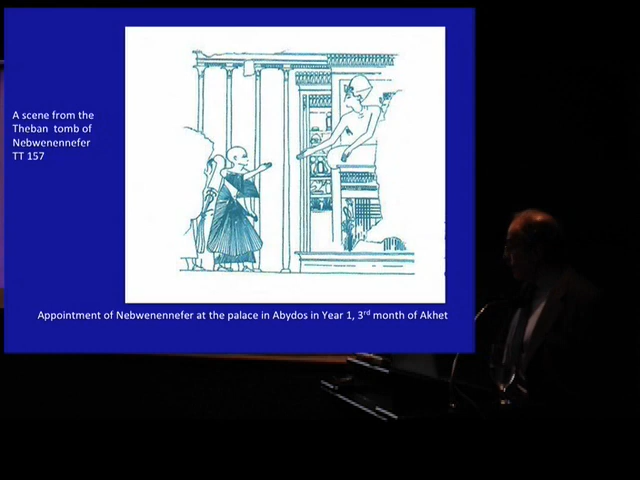 A scene from the
Theban tomb of
Nebwenennefer
TT 157
Appointment of Nebwenennefer at the palace in Abydos in Year 1, 3rd month of Akhet